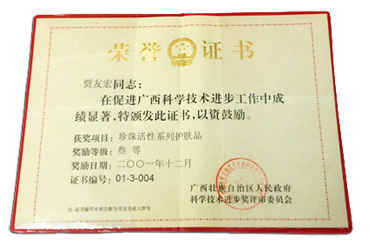 荣誉证书
贾友宏同志：
在促进广西科学技术进步工作中成
绩显著，特颁发此证书，以资鼓励。
获奖项目：珍珠活性系列护肤品
奖励等级：叁等
奖励日期：二〇〇一年十二月
证书编号：01-3-004
广西壮族自治区人民政府
科学技术进步奖评审委员会